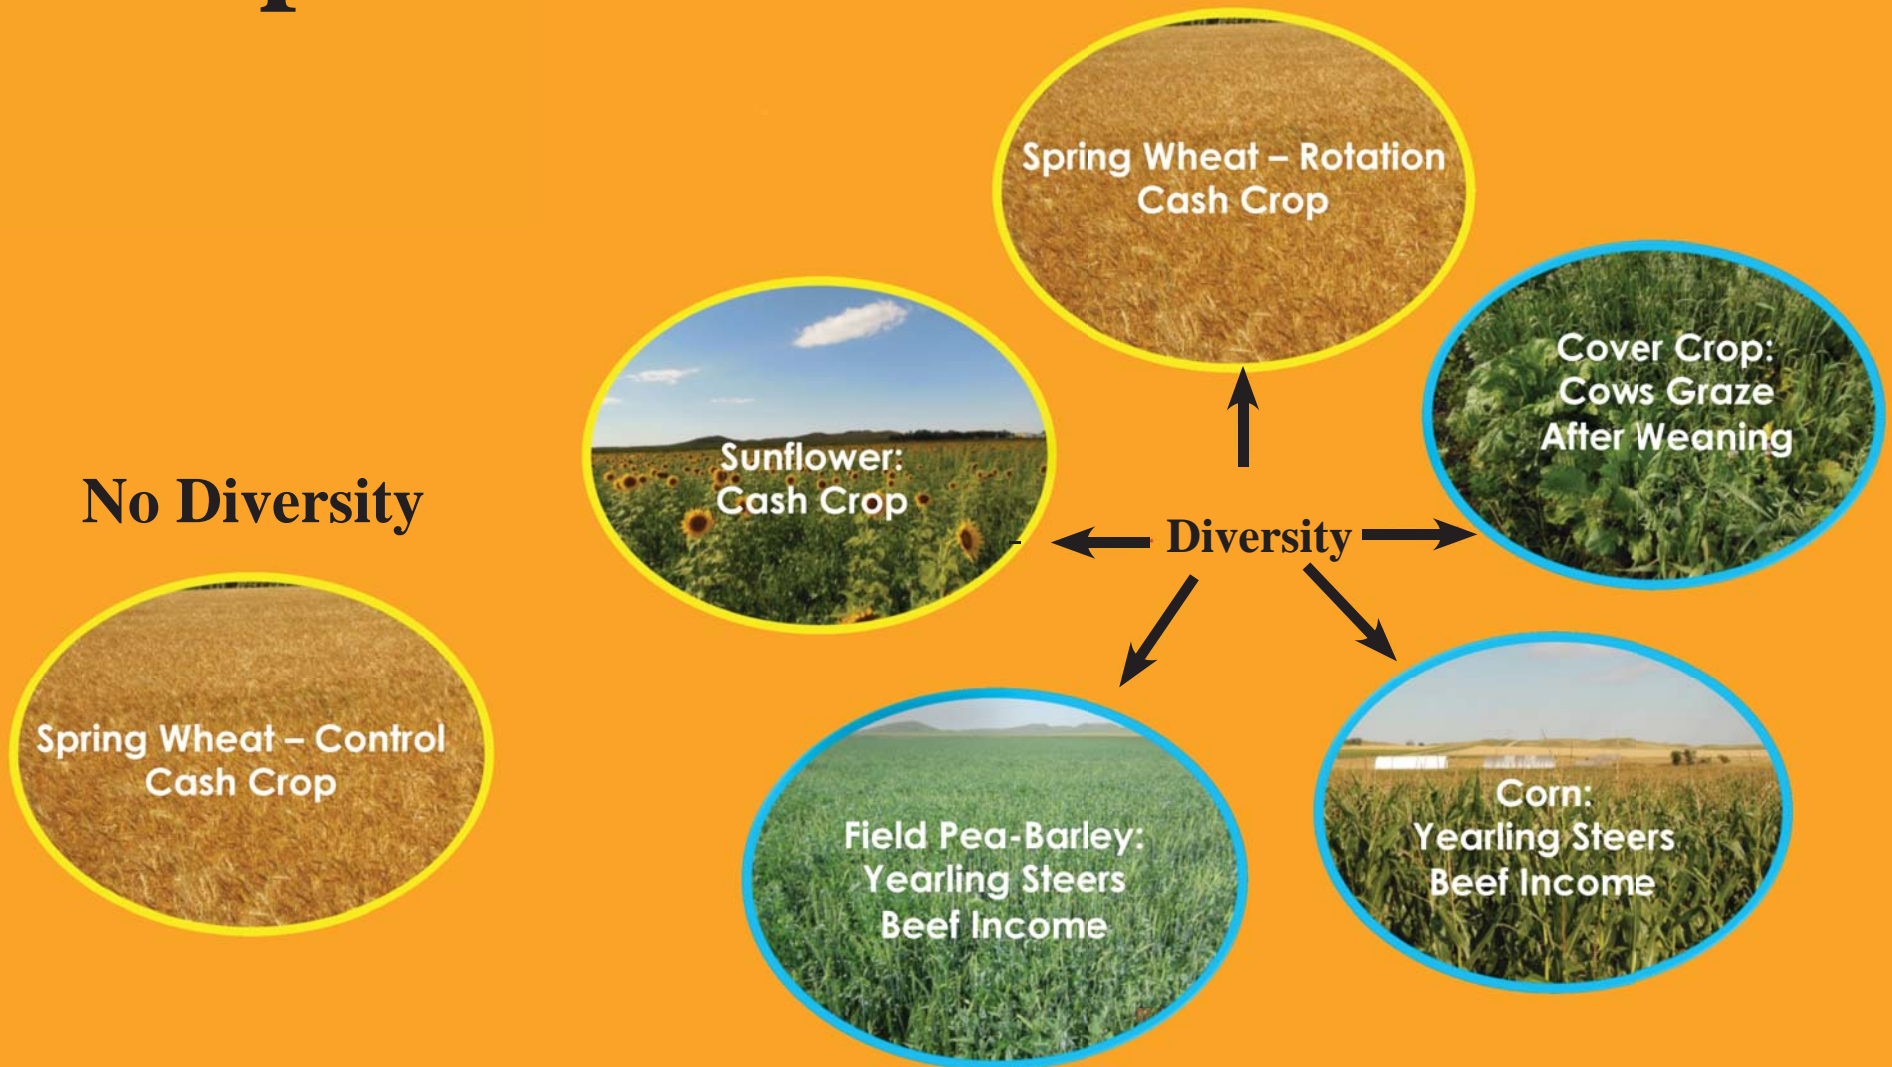 No Diversity
Spring Wheat – Control
Cash Crop
Sunflower:
Cash Crop
Spring Wheat – Rotation
Cash Crop
Cover Crop:
Cows Graze
After Weaning
Diversity
Field Pea-Barley:
Yearling Steers
Beef Income
Corn:
Yearling Steers
Beef Income